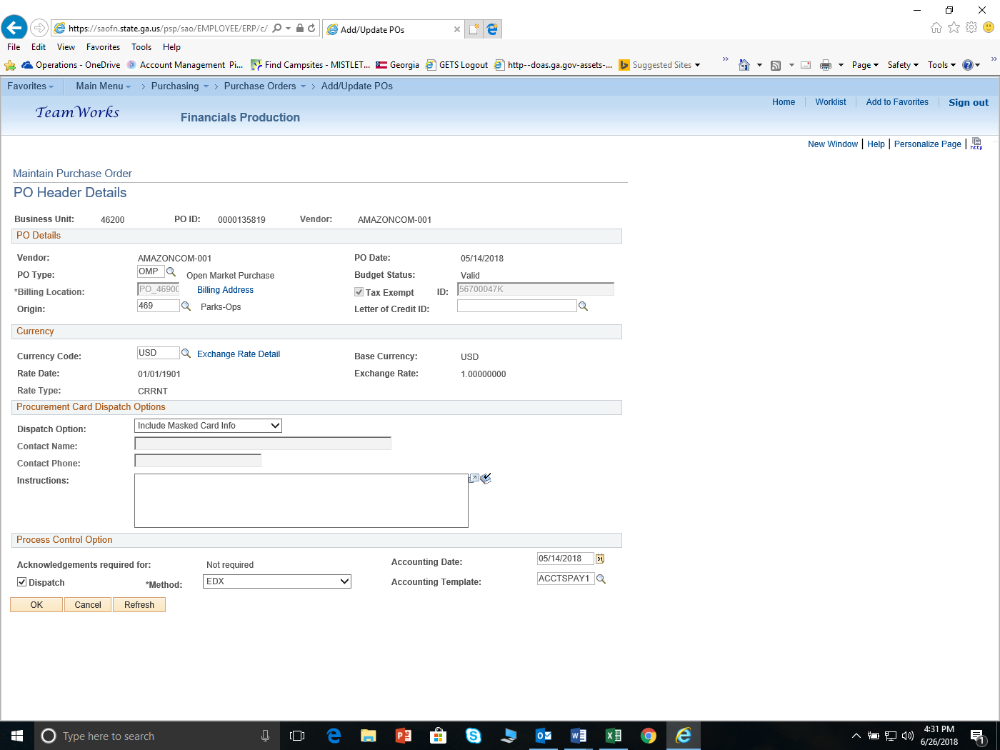 https://saofn.state.ga.us/psp/sao/EMPLOYEE/ERP/c/ Add/Update POs
File Edit View Favorites Tools Help
Operations - OneDrive Account Management Pi... Find Campsites - MISTLET... Georgia GETS Logout http--doas.ga.gov-assets-... Suggested Sites Page Safety Tools
Favorites Main Menu > Purchasing > Purchase Orders > Add/Update POs
Home Worklist Add to Favorites Sign out
TeamWorks
Financials Production
New Window | Help | Personalize Page | http
Maintain Purchase Order
PO Header Details
Business Unit: 46200 PO ID: 0000135819 Vendor: AMAZONCOM-001
PO Details
Vendor: AMAZONCOM-001 PO Date: 05/14/2018
PO Type: OMP Open Market Purchase Budget Status: Valid
*Billing Location: PO_46900 Billing Address Tax Exempt ID: 56700047K
Origin: 469 Parks-Ops Letter of Credit ID:
Currency
Currency Code: USD Exchange Rate Detail Base Currency: USD
Rate Date: 01/01/1901 Exchange Rate: 1.00000000
Rate Type: CRRNT
Procurement Card Dispatch Options
Dispatch Option: Include Masked Card Info
Contact Name:
Contact Phone:
Instructions:
Process Control Option
Acknowledgements required for: Not required Accounting Date: 05/14/2018 31
Dispatch *Method: EDX Accounting Template: ACCTSPAY1
OK Cancel Refresh
Type here to search
4:31 PM
6/26/2018
1